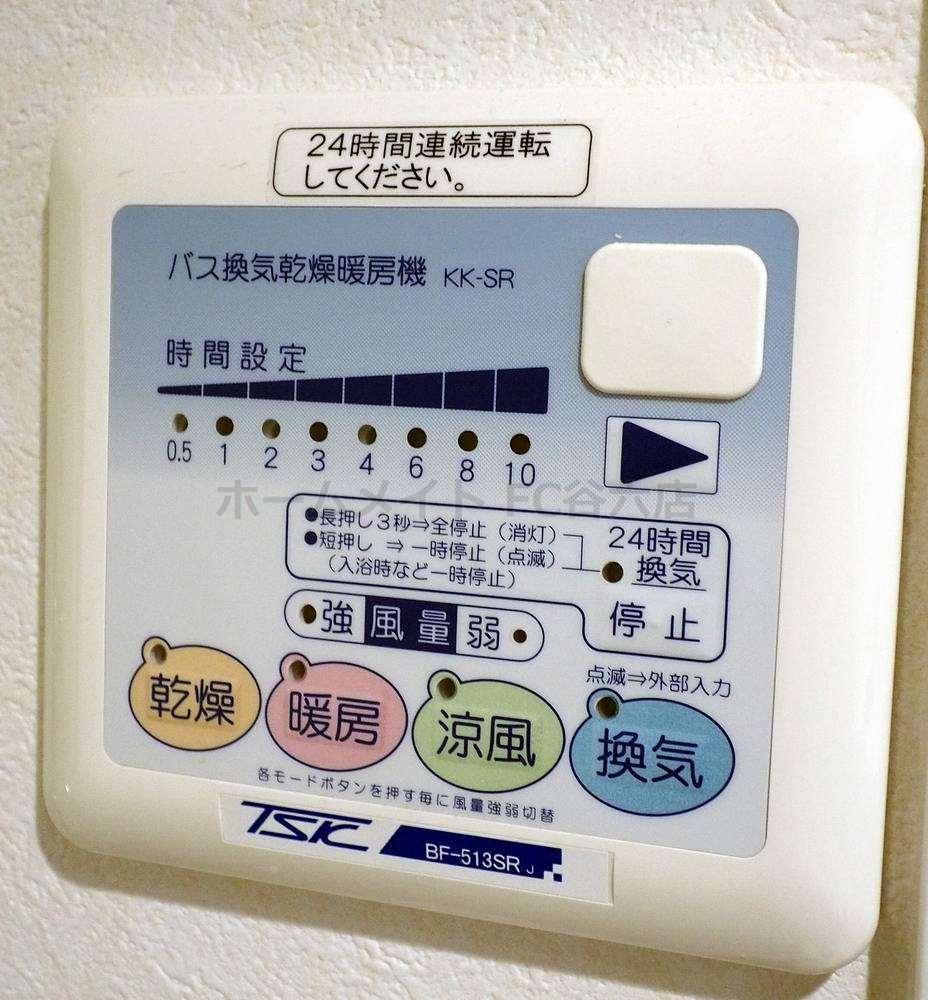 24時間連続運転
してください。
バス換気乾燥暖房機 KK-SR
時間設定
0.5 1 2 3 4 6 8 10
ホームメイトFC谷六店
●長押し3秒⇒全停止（消灯）
●短押し ⇒ 一時停止（点滅）
（入浴時など一時停止）
24時間
換気
停止
強 風量 弱
点滅⇒外部入力
乾燥 暖房 涼風 換気
各モードボタンを押す毎に風量強弱切替
TSK BF-513SR J